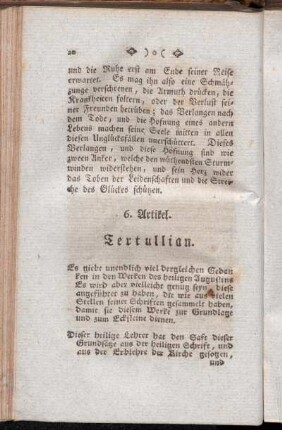 20
und die Ruhe erst am Ende seiner Reise
erwartet. Es mag ihn also eine Schmäh-
zunge verschreyen, die Armuth drücken, die
Krankheiten foltern, oder der Verlust sei-
ner Freunden betrüben; das Verlangen nach
dem Tode, und die Hofnung eines andern
Lebens machen seine Seele mitten in allen
diesen Unglücksfällen unerschüttert. Dieses
Verlangen, und diese Hofnung sind wie
zween Anker, welche den wüthendsten Sturm-
winden widerstehen, und sein Herz wider
das Toben der Leidenschaften und die Strei-
che des Glückes schützen.
6. Artikel.
Tertullian.
Es giebt unendlich viel dergleichen Gedan-
ken in den Werken des heiligen Augustins
Es wird aber vielleicht genug seyn, diese
angeführet zu haben, die wir aus vielen
Stellen seiner Schriften gesammelt haben,
damit sie diesem Werke zur Grundlage
und zum Ecksteine dienen.
Dieser heilige Lehrer hat den Saft dieser
Grundsätze aus der heiligen Schrift, und
aus der Erblehre der Kirche gesogen,
und